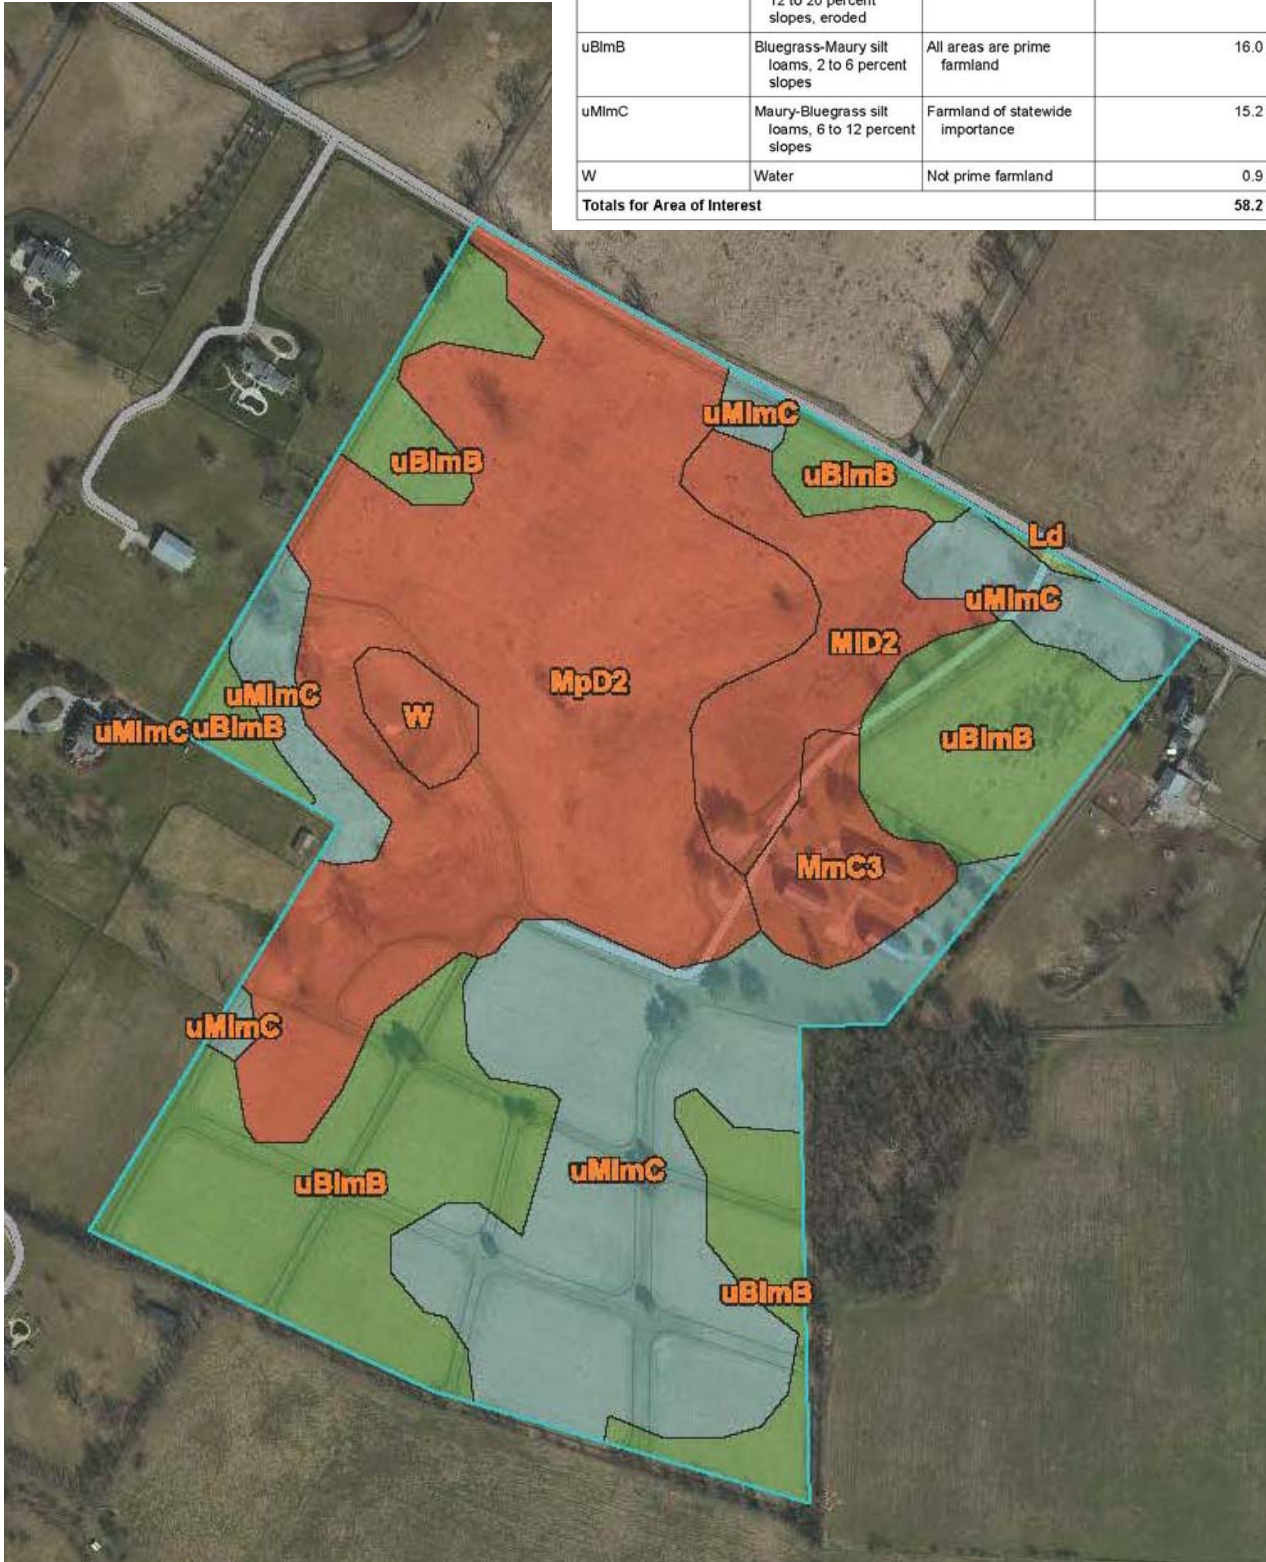 12 to 20 percent
slopes, eroded
uBlmB Bluegrass-Maury silt All areas are prime 16.0
loams, 2 to 6 percent farmland
slopes
uMlmC Maury-Bluegrass silt Farmland of statewide 15.2
loams, 6 to 12 percent importance
slopes
W Water Not prime farmland 0.9
Totals for Area of Interest 58.2
uMlmC
uBlmB
uBlmB
Ld
uMlmC
MlD2
MpD2
uMlmC
W
uMlmC uBlmB
uBlmB
MmC3
uMlmC
uMlmC
uBlmB
uBlmB